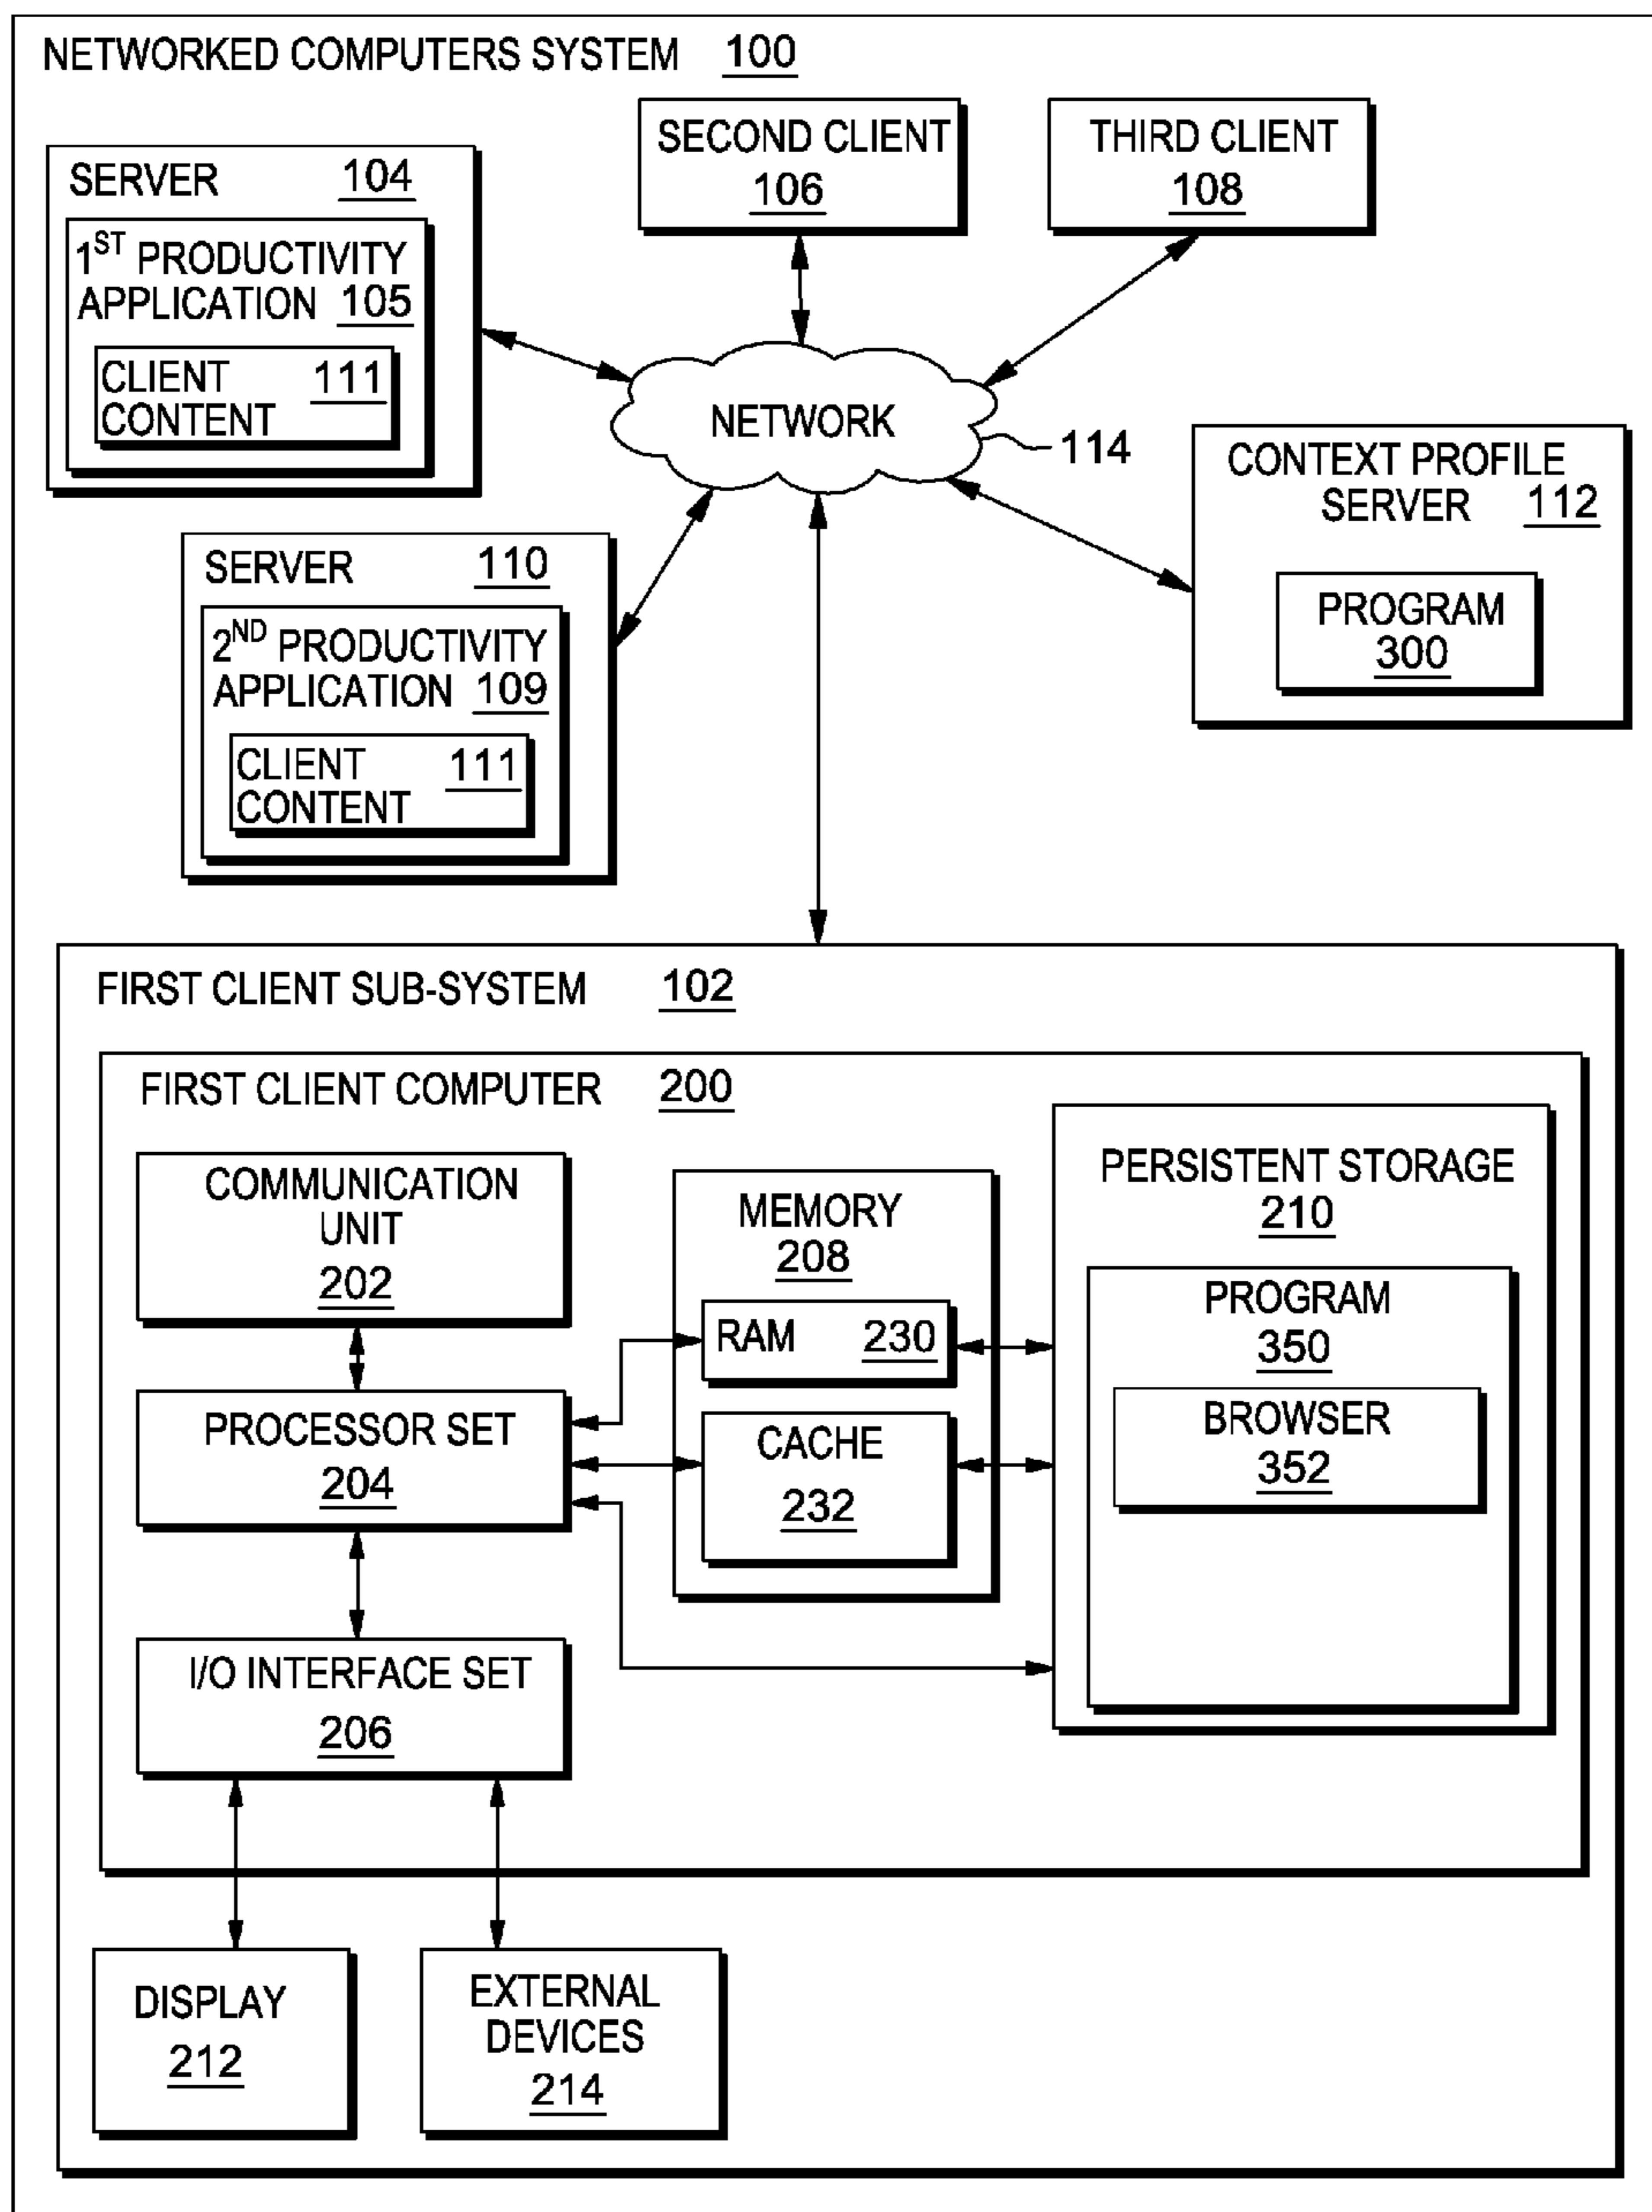 NETWORKED COMPUTERS SYSTEM 100
SECOND CLIENT
106
THIRD CLIENT
108
SERVER 104
1ST PRODUCTIVITY
APPLICATION 105
CLIENT 111
CONTENT
NETWORK
114
CONTEXT PROFILE
SERVER 112
PROGRAM
300
SERVER 110
2ND PRODUCTIVITY
APPLICATION 109
CLIENT 111
CONTENT
FIRST CLIENT SUB-SYSTEM 102
FIRST CLIENT COMPUTER 200
COMMUNICATION
UNIT
202
MEMORY
208
RAM 230
CACHE
232
PERSISTENT STORAGE
210
PROGRAM
350
BROWSER
352
PROCESSOR SET
204
I/O INTERFACE SET
206
DISPLAY
212
EXTERNAL
DEVICES
214